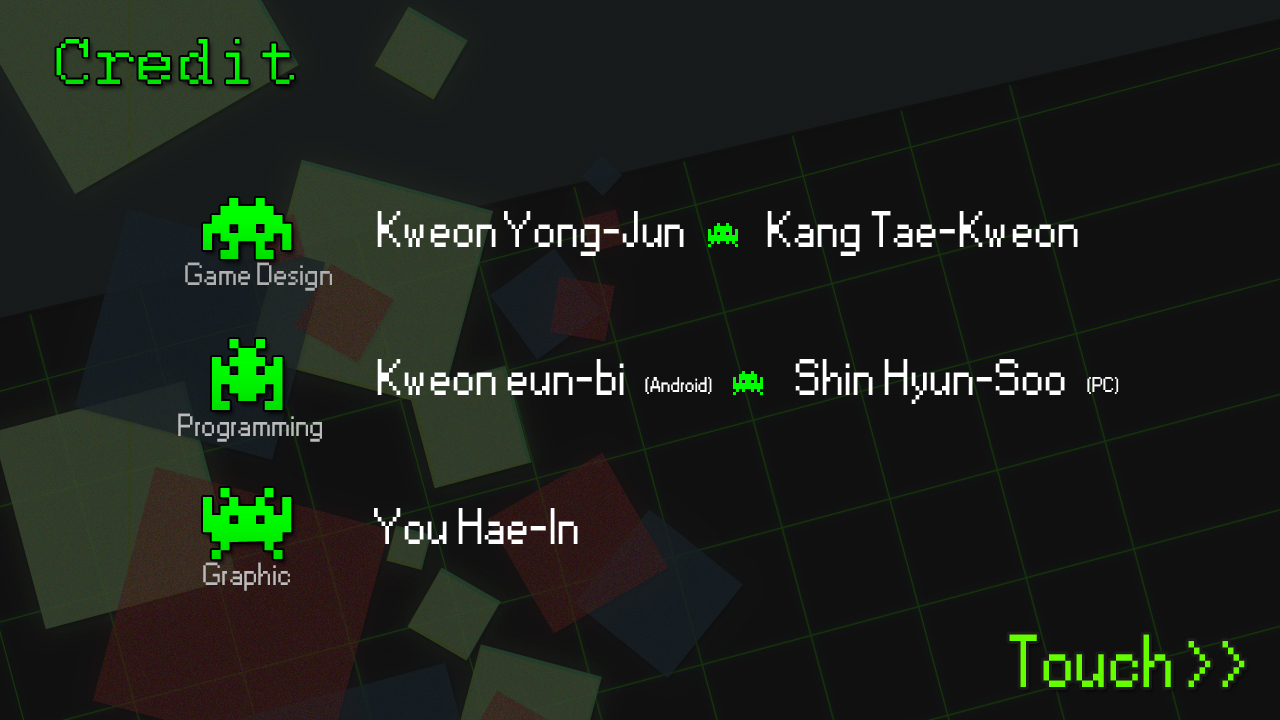 Credit
Kweon Yong-Jun Kang Tae-Kweon
Game Design
Kweon eun-bi (Android) Shin Hyun-Soo (PC)
Programming
You Hae-In
Graphic
Touch >>